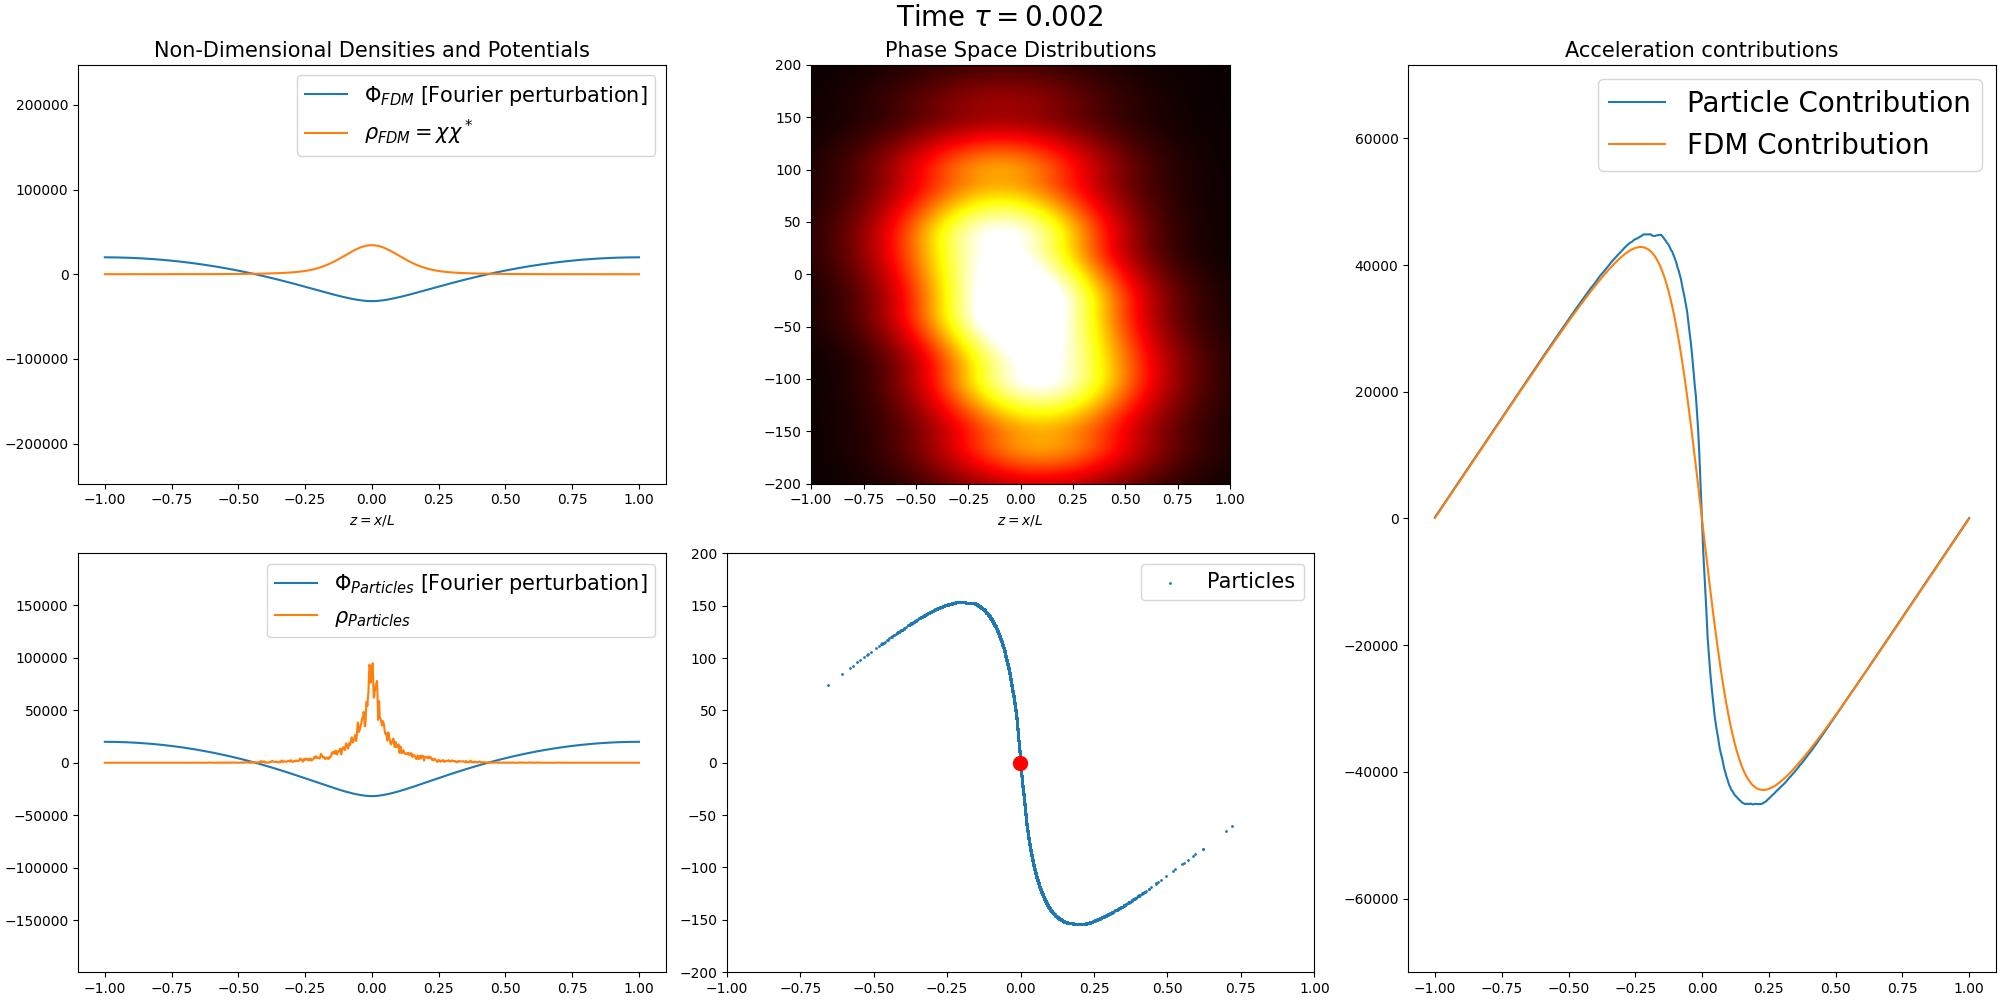 Time τ = 0.002
Non-Dimensional Densities and Potentials
Φ_FDM [Fourier perturbation]
ρ_FDM = χχ*
200000
100000
0
−100000
−200000
−1.00 −0.75 −0.50 −0.25 0.00 0.25 0.50 0.75 1.00
z = x/L
Phase Space Distributions
200
150
100
50
0
−50
−100
−150
−200
−1.00 −0.75 −0.50 −0.25 0.00 0.25 0.50 0.75 1.00
z = x/L
Acceleration contributions
Particle Contribution
FDM Contribution
60000
40000
20000
0
−20000
−40000
−60000
−1.00 −0.75 −0.50 −0.25 0.00 0.25 0.50 0.75 1.00
Φ_Particles [Fourier perturbation]
ρ_Particles
150000
100000
50000
0
−50000
−100000
−150000
−1.00 −0.75 −0.50 −0.25 0.00 0.25 0.50 0.75 1.00
Particles
200
150
100
50
0
−50
−100
−150
−200
−1.00 −0.75 −0.50 −0.25 0.00 0.25 0.50 0.75 1.00